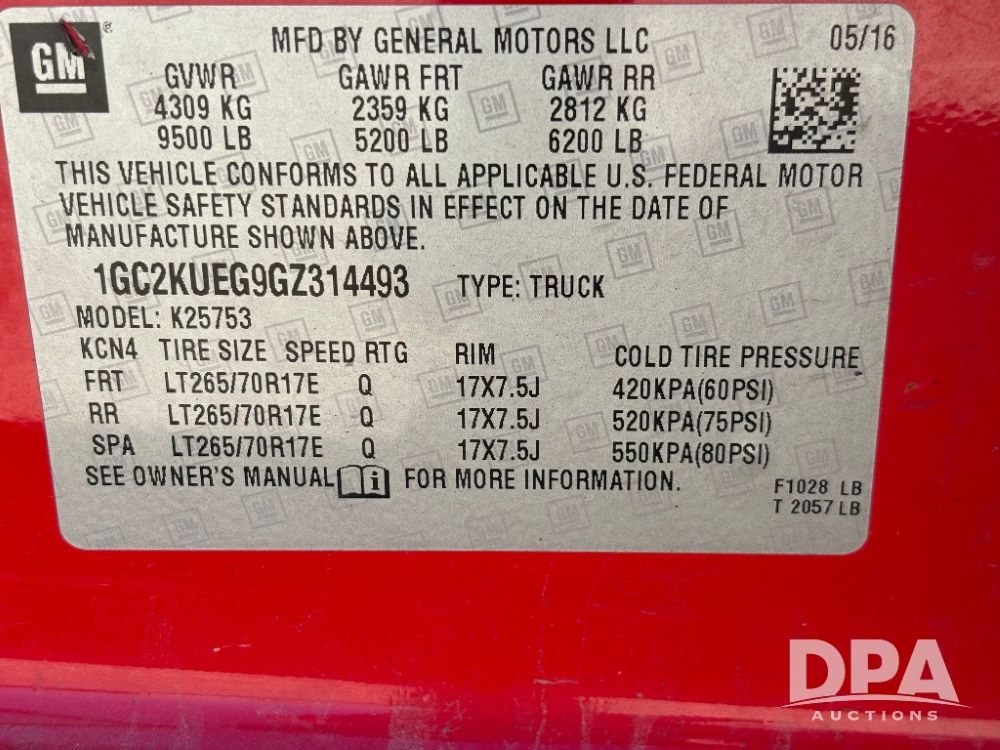 GM
MFD BY GENERAL MOTORS LLC 05/16
GVWR GAWR FRT GAWR RR
4309 KG 2359 KG 2812 KG
9500 LB 5200 LB 6200 LB
THIS VEHICLE CONFORMS TO ALL APPLICABLE U.S. FEDERAL MOTOR
VEHICLE SAFETY STANDARDS IN EFFECT ON THE DATE OF
MANUFACTURE SHOWN ABOVE.
1GC2KUEG9GZ314493 TYPE: TRUCK
MODEL: K25753
KCN4 TIRE SIZE SPEED RTG RIM COLD TIRE PRESSURE
FRT LT265/70R17E Q 17X7.5J 420KPA(60PSI)
RR LT265/70R17E Q 17X7.5J 520KPA(75PSI)
SPA LT265/70R17E Q 17X7.5J 550KPA(80PSI)
SEE OWNER'S MANUAL i FOR MORE INFORMATION.
F1028 LB
T 2057 LB
DPA
AUCTIONS